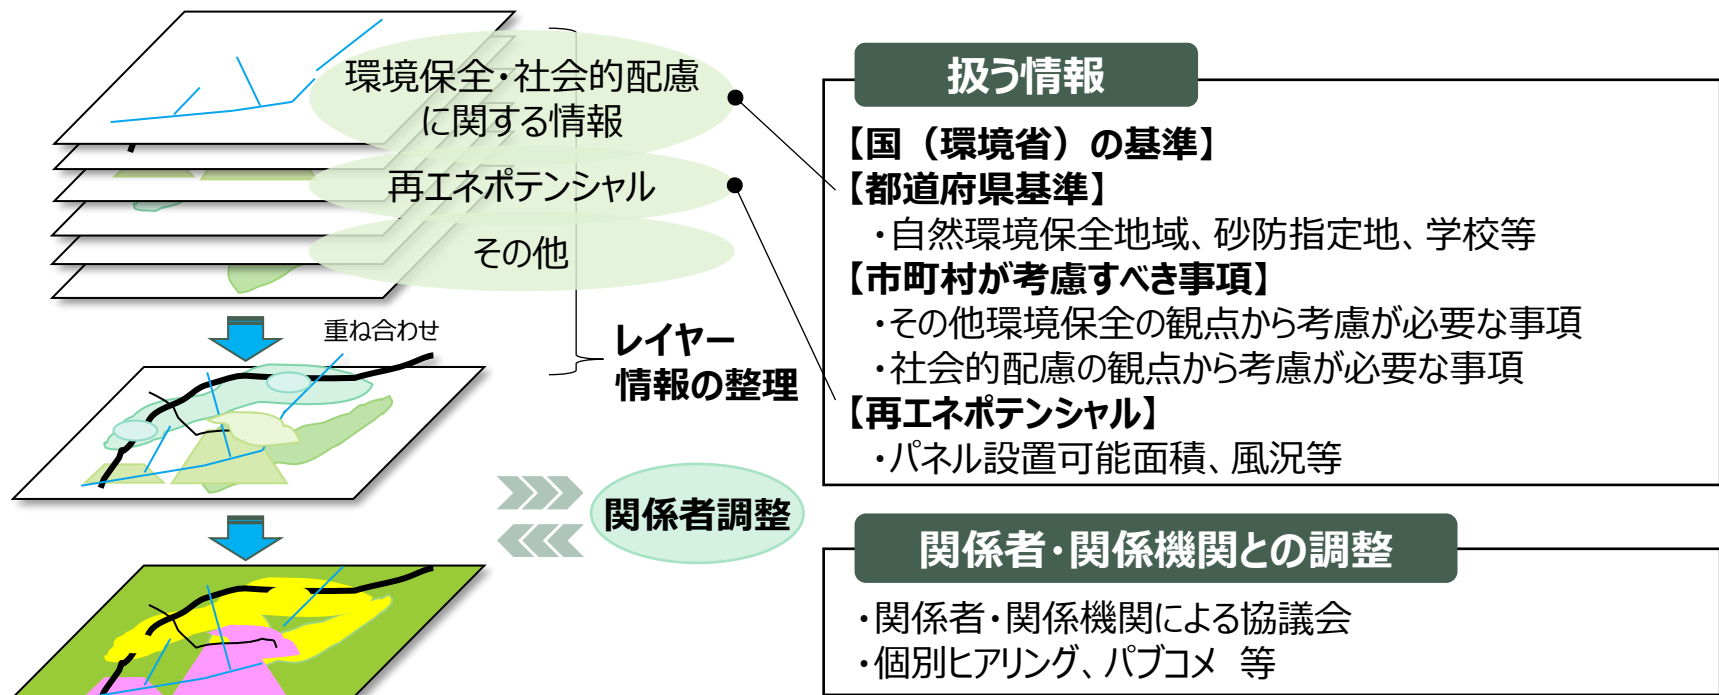 環境保全・社会的配慮
に関する情報
再エネポテンシャル
その他
重ね合わせ
レイヤー
情報の整理
関係者調整
扱う情報
【国（環境省）の基準】
【都道府県基準】
・自然環境保全地域、砂防指定地、学校等
【市町村が考慮すべき事項】
・その他環境保全の観点から考慮が必要な事項
・社会的配慮の観点から考慮が必要な事項
【再エネポテンシャル】
・パネル設置可能面積、風況等
関係者・関係機関との調整
・関係者・関係機関による協議会
・個別ヒアリング、パブコメ 等